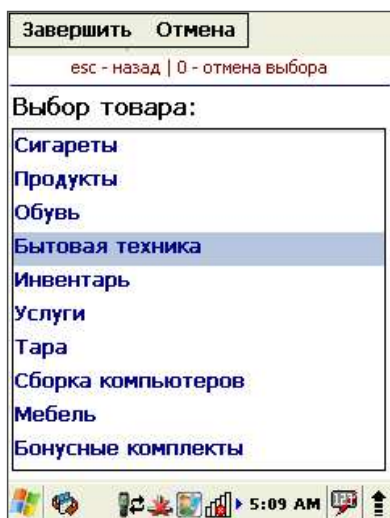 Завершить Отмена
esc - назад | 0 - отмена выбора
Выбор товара:
Сигареты
Продукты
Обувь
Бытовая техника
Инвентарь
Услуги
Тара
Сборка компьютеров
Мебель
Бонусные комплекты
5:09 AM 123